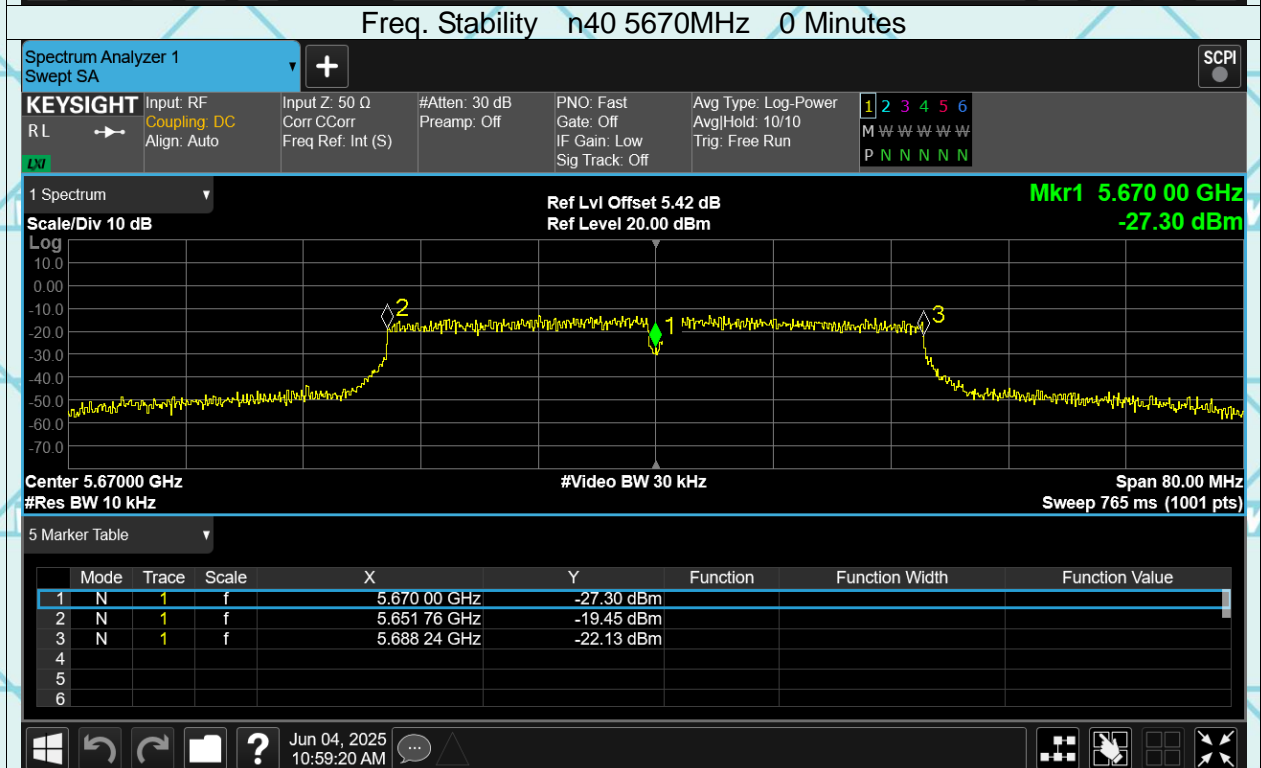 Freq. Stability n40 5670MHz 0 Minutes
Spectrum Analyzer 1
Swept SA
+
SCPI
KEYSIGHT
R L
LXI
Input: RF
Coupling: DC
Align: Auto
Input Z: 50 Ω
Corr CCorr
Freq Ref: Int (S)
#Atten: 30 dB
Preamp: Off
PNO: Fast
Gate: Off
IF Gain: Low
Sig Track: Off
Avg Type: Log-Power
Avg|Hold: 10/10
Trig: Free Run
1 2 3 4 5 6
M W W W W W
P N N N N N
1 Spectrum
Scale/Div 10 dB
Ref Lvl Offset 5.42 dB
Ref Level 20.00 dBm
Mkr1 5.670 00 GHz
-27.30 dBm
Log
10.0
0.00
-10.0
-20.0
-30.0
-40.0
-50.0
-60.0
-70.0
2
1
3
Center 5.67000 GHz
#Res BW 10 kHz
#Video BW 30 kHz
Span 80.00 MHz
Sweep 765 ms (1001 pts)
5 Marker Table
Mode Trace Scale X Y Function Function Width Function Value
1 N 1 f 5.670 00 GHz -27.30 dBm
2 N 1 f 5.651 76 GHz -19.45 dBm
3 N 1 f 5.688 24 GHz -22.13 dBm
4
5
6
?
Jun 04, 2025
10:59:20 AM